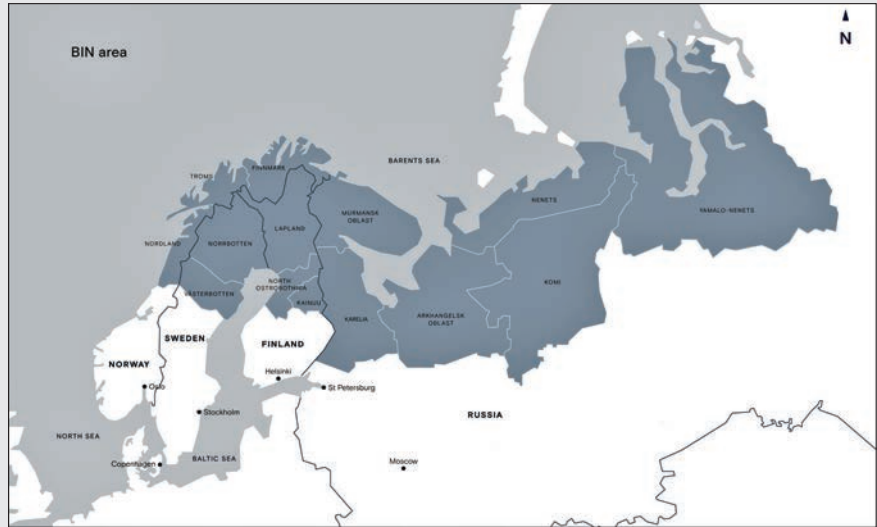 BIN area
N
BARENTS SEA
FINNMARK
TROMS
MURMANSK
OBLAST
NENETS
YAMALO-NENETS
LAPLAND
NORDLAND
NORRBOTTEN
KOMI
NORTH
OSTROBOTHNIA
VÄSTERBOTTEN
KAINUU
KARELIA
ARKHANGELSK
OBLAST
SWEDEN
FINLAND
NORWAY
Helsinki
Oslo
St Petersburg
Stockholm
RUSSIA
NORTH SEA
BALTIC SEA
Copenhagen
Moscow